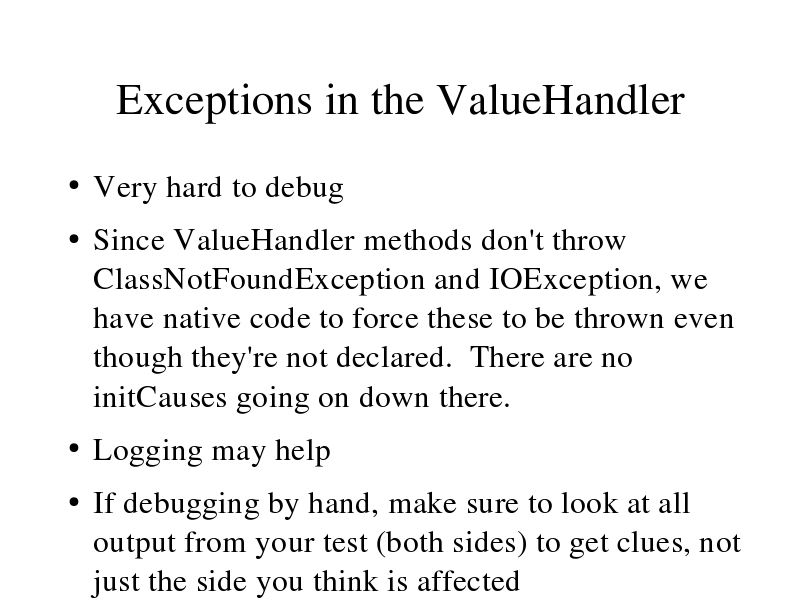 Exceptions in the ValueHandler
• Very hard to debug
• Since ValueHandler methods don't throw
ClassNotFoundException and IOException, we
have native code to force these to be thrown even
though they're not declared.  There are no
initCauses going on down there.
• Logging may help
• If debugging by hand, make sure to look at all
output from your test (both sides) to get clues, not
just the side you think is affected